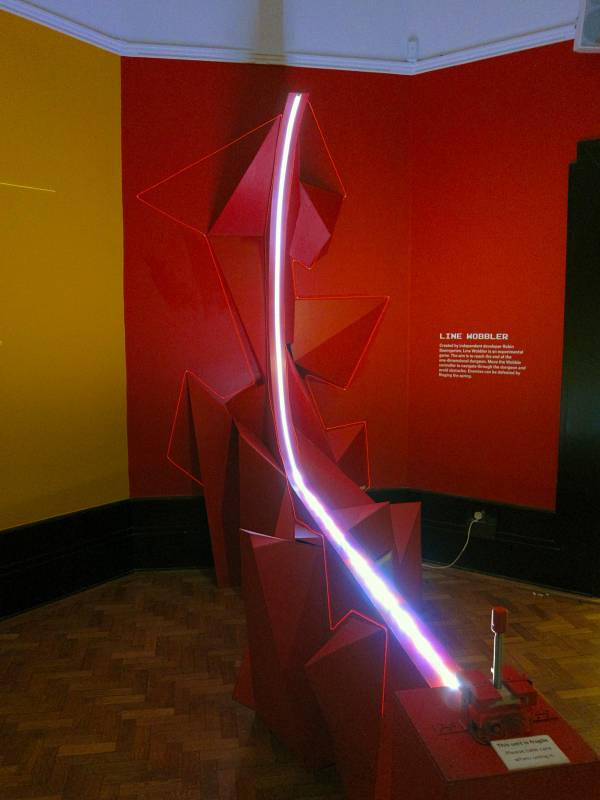 LINE WOBBLER
Created by independent developer Robin
Baumgarten, Line Wobbler is an experimental
game. The aim is to reach the end of the
one dimensional dungeon. Move the Wobble
controller to navigate through the dungeon and
avoid obstacles. Enemies can be defeated by
flinging the spring.
This unit is fragile
Please take care
when using it.